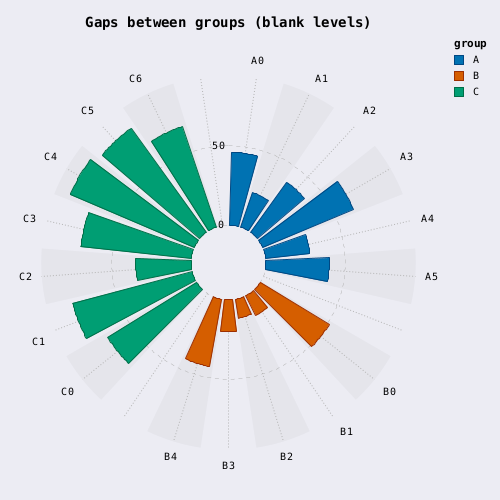 Gaps between groups (blank levels)
group
A
B
C
A0
A1
A2
A3
A4
A5
B0
B1
B2
B3
B4
C0
C1
C2
C3
C4
C5
C6
50
0